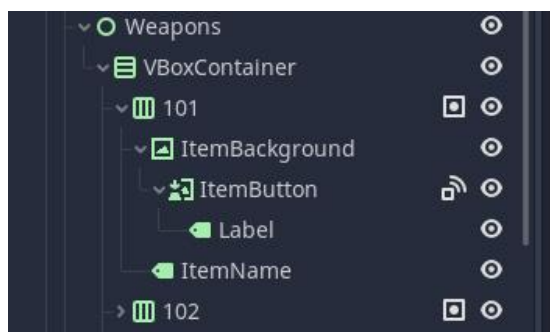 Weapons
VBoxContainer
101
ItemBackground
ItemButton
Label
ItemName
102